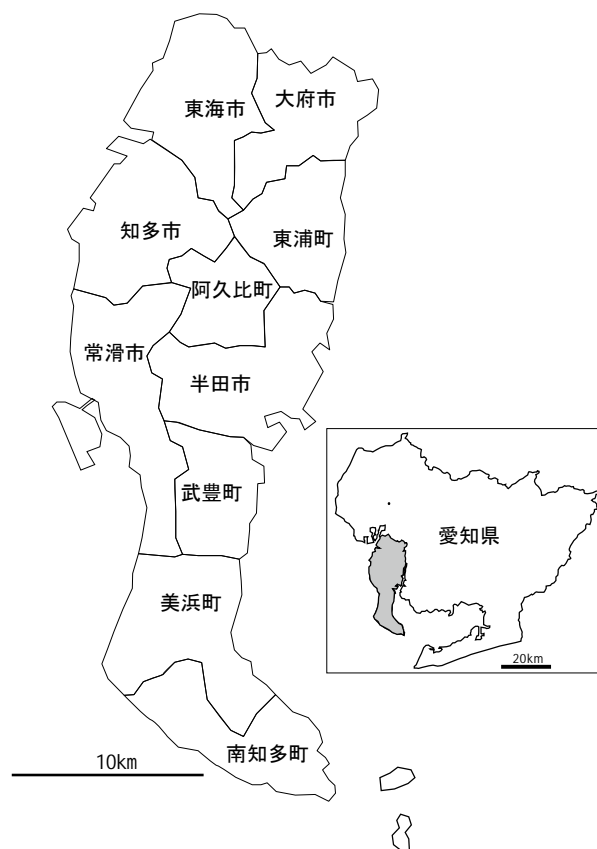 東海市
大府市
知多市
東浦町
阿久比町
常滑市
半田市
武豊町
愛知県
美浜町
20km
南知多町
10km